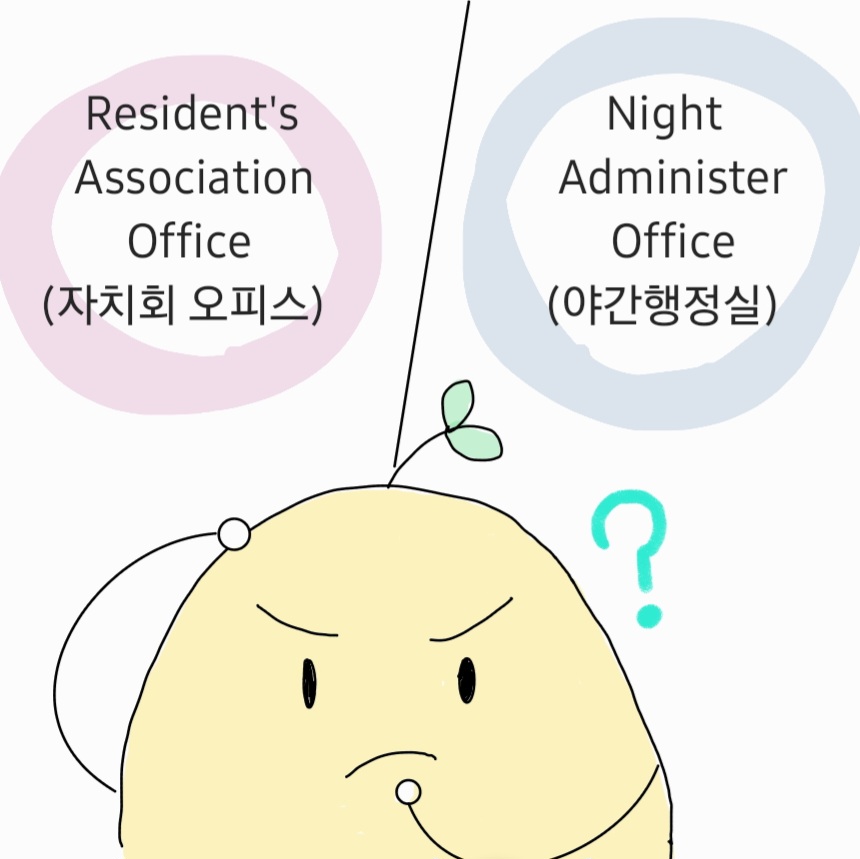 Resident's
Association
Office
(자치회 오피스)
Night
Administer
Office
(야간행정실)
?